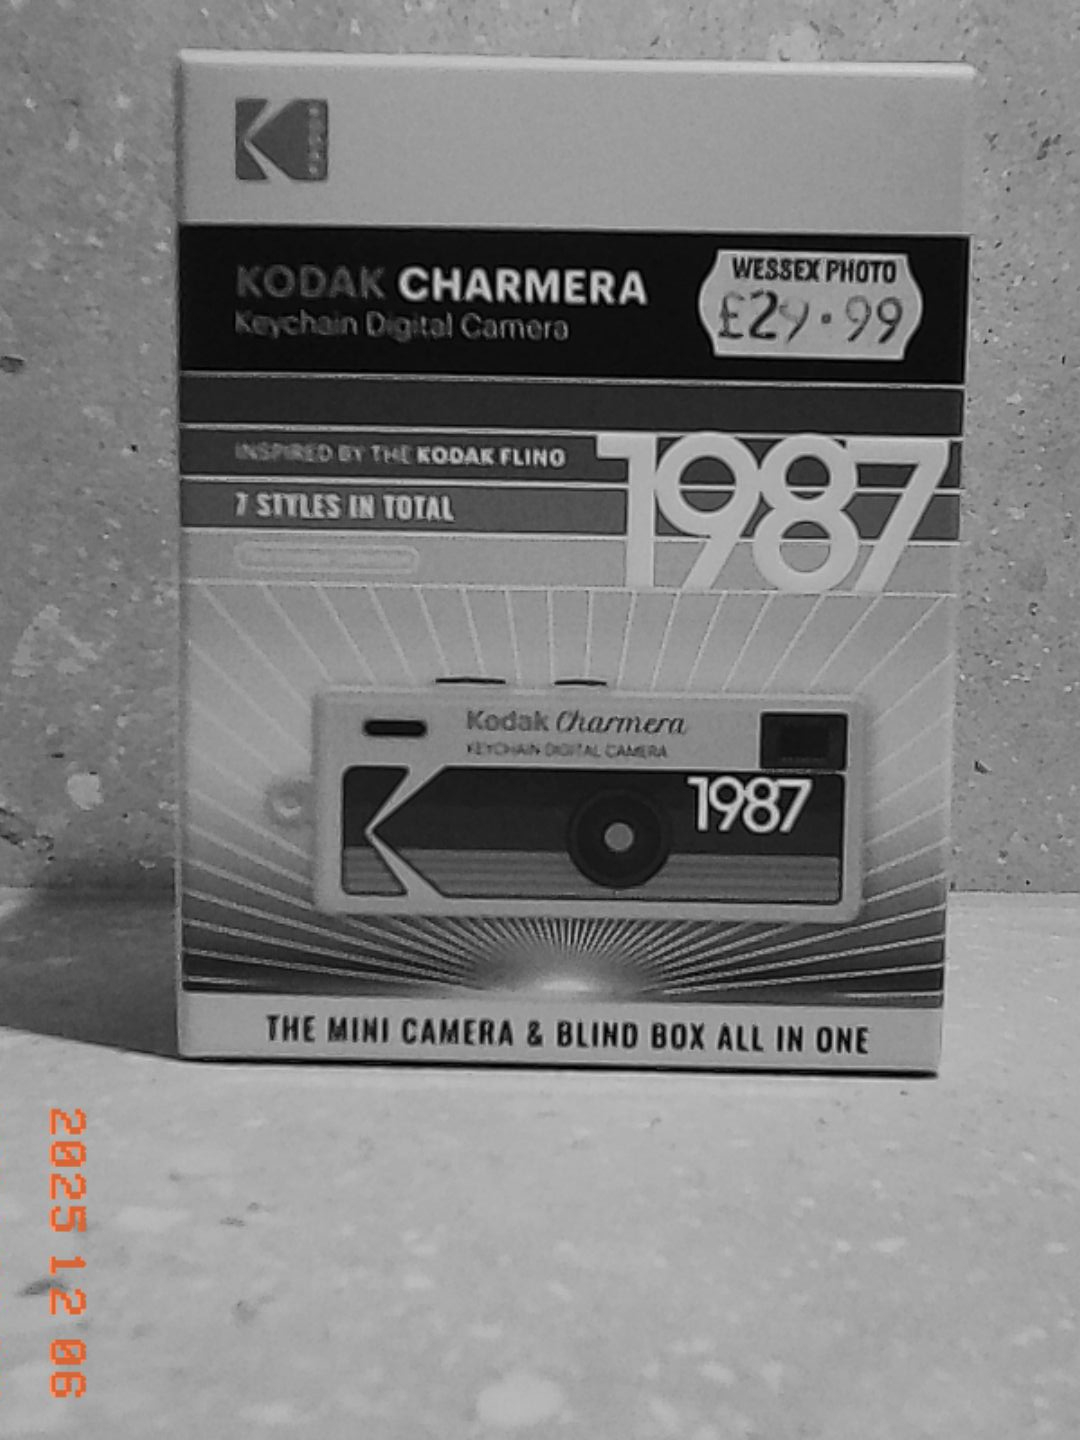 KODAK CHARMERA
Keychain Digital Camera
WESSEX PHOTO
£29.99
INSPIRED BY THE KODAK FLING
7 STYLES IN TOTAL
1987
Kodak Charmera
KEYCHAIN DIGITAL CAMERA
1987
THE MINI CAMERA & BLIND BOX ALL IN ONE
2025 12 06